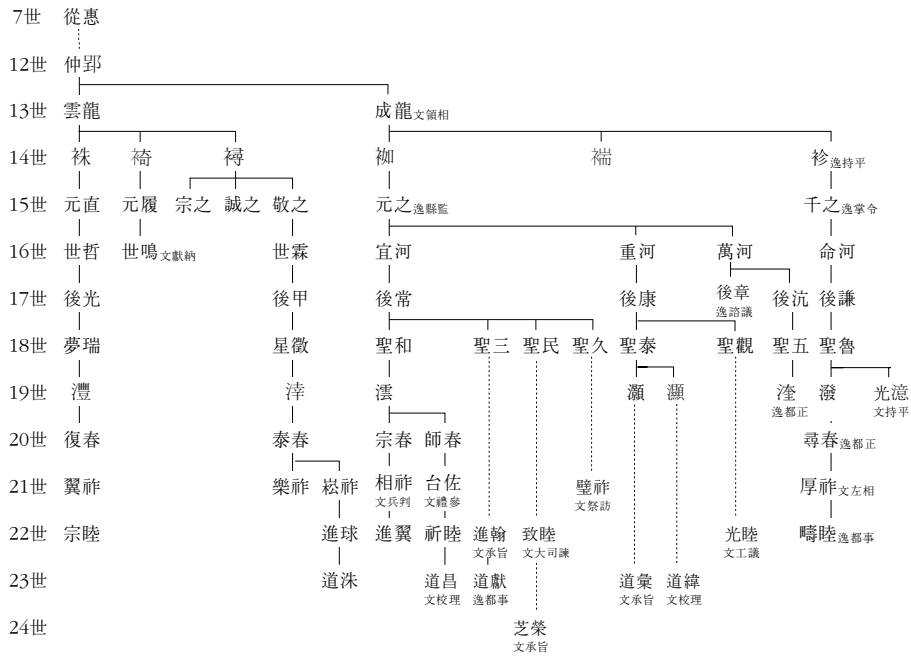 7世 從惠
12世 仲郢
13世 雲龍 成龍文領相
14世 袾 裿 襑 袽 褍 袗逸持平
15世 元直 元履 宗之 誠之 敬之 元之逸縣監 千之逸掌令
16世 世哲 世鳴文獻納 世霖 宜河 重河 萬河 命河
17世 後光 後甲 後常 後康 後章 後沆 後謙
逸諮議
18世 夢瑞 星徵 聖和 聖三 聖民 聖久 聖泰 聖觀 聖五 聖魯
19世 灃 涬 澐 灝 灦 湰 潑 光澺
逸都正 文持平
20世 復春 泰春 宗春 師春 尋春逸都正
21世 翼祚 樂祚 崧祚 相祚 台佐 璧祚 厚祚文左相
文兵判 文禮參 文祭訪
22世 宗睦 進球 進翼 祈睦 進翰 致睦 光睦 疇睦逸都事
文承旨 文大司諫 文工議
23世 道洙 道昌 道獻 道彙 道緯
文校理 逸都事 文承旨 文校理
24世 芝榮
文承旨